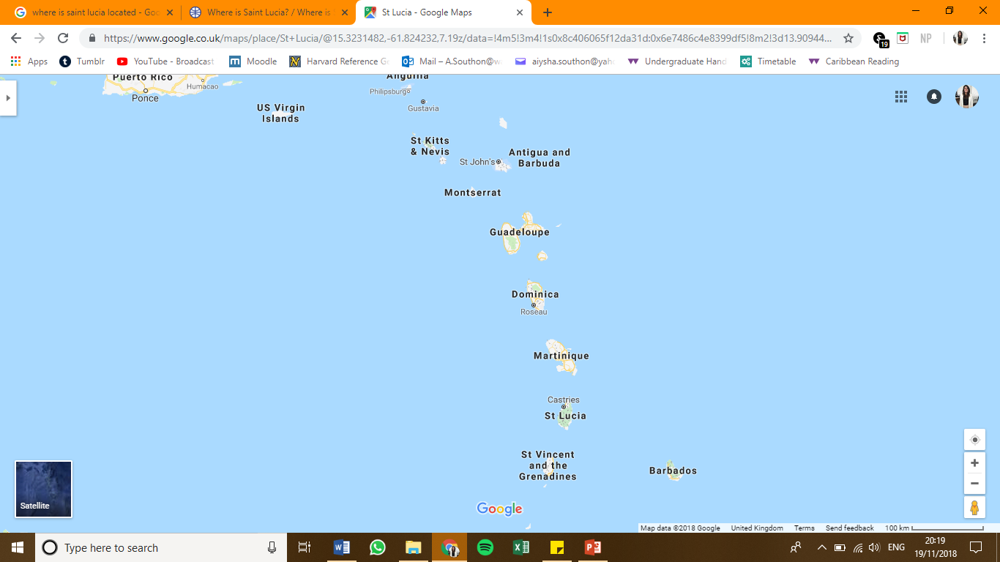 where is saint lucia located - Goo
Where is Saint Lucia? / Where is S
St Lucia - Google Maps
https://www.google.co.uk/maps/place/St+Lucia/@15.3231482,-61.824232,7.19z/data=!4m5!3m4!1s0x8c406065f12da31d:0x6e7486c4e8399df5!8m2!3d13.90944...
19
NP
Apps
Tumblr
YouTube - Broadcast
Moodle
Harvard Reference Ge
Mail – A.Southon@w
aiysha.southon@yaho
Undergraduate Hand
Timetable
Caribbean Reading
Puerto Rico
Humacao
Ponce
Anguilla
Philipsburg
Gustavia
US Virgin
Islands
St Kitts
& Nevis
St John's
Antigua and
Barbuda
Montserrat
Guadeloupe
Dominica
Roseau
Martinique
Castries
St Lucia
St Vincent
and the
Grenadines
Barbados
Satellite
Google
Map data ©2018 Google
United Kingdom
Terms
Send feedback
100 km
Type here to search
ENG
20:19
19/11/2018